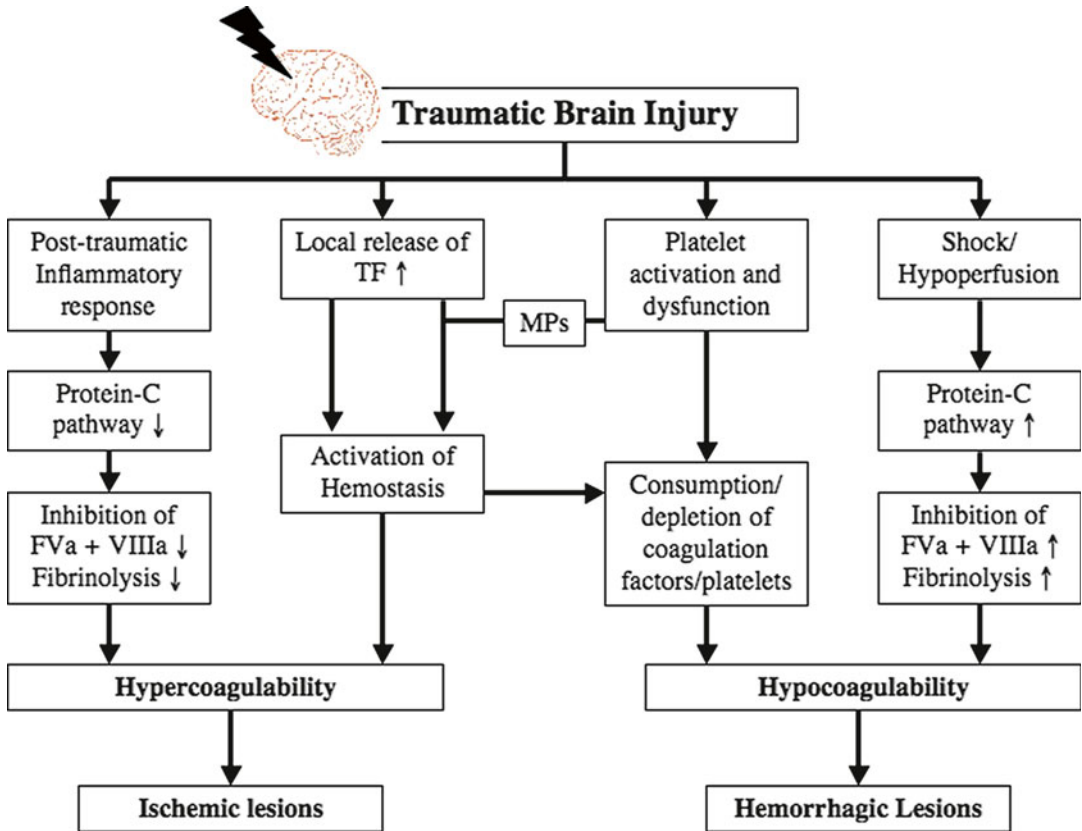 Traumatic Brain Injury
Post-traumatic
Inflammatory
response
Local release of
TF ↑
Platelet
activation and
dysfunction
Shock/
Hypoperfusion
MPs
Protein-C
pathway ↓
Protein-C
pathway ↑
Activation of
Hemostasis
Consumption/
depletion of
coagulation
factors/platelets
Inhibition of
FVa + VIIIa ↓
Fibrinolysis ↓
Inhibition of
FVa + VIIIa ↑
Fibrinolysis ↑
Hypercoagulability
Hypocoagulability
Ischemic lesions
Hemorrhagic Lesions